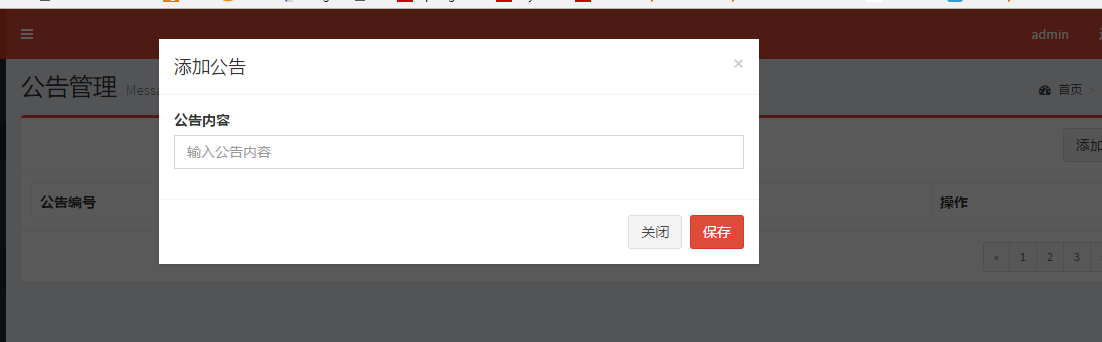 admin
添加公告
×
公告管理
首页 >
公告内容
输入公告内容
添加
公告编号
操作
关闭
保存
« 1 2 3